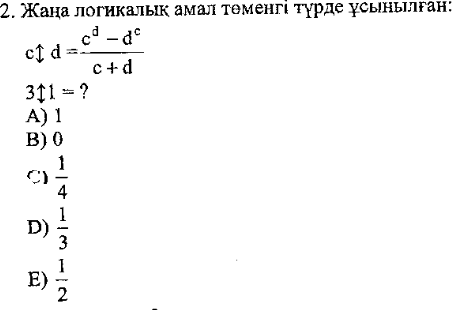 2. Жаңа логикалық амал төменгі түрде ұсынылған:
c↕ d = (c^d − d^c)/(c + d)
3↕1 = ?
A) 1
B) 0
C) 1/4
D) 1/3
E) 1/2